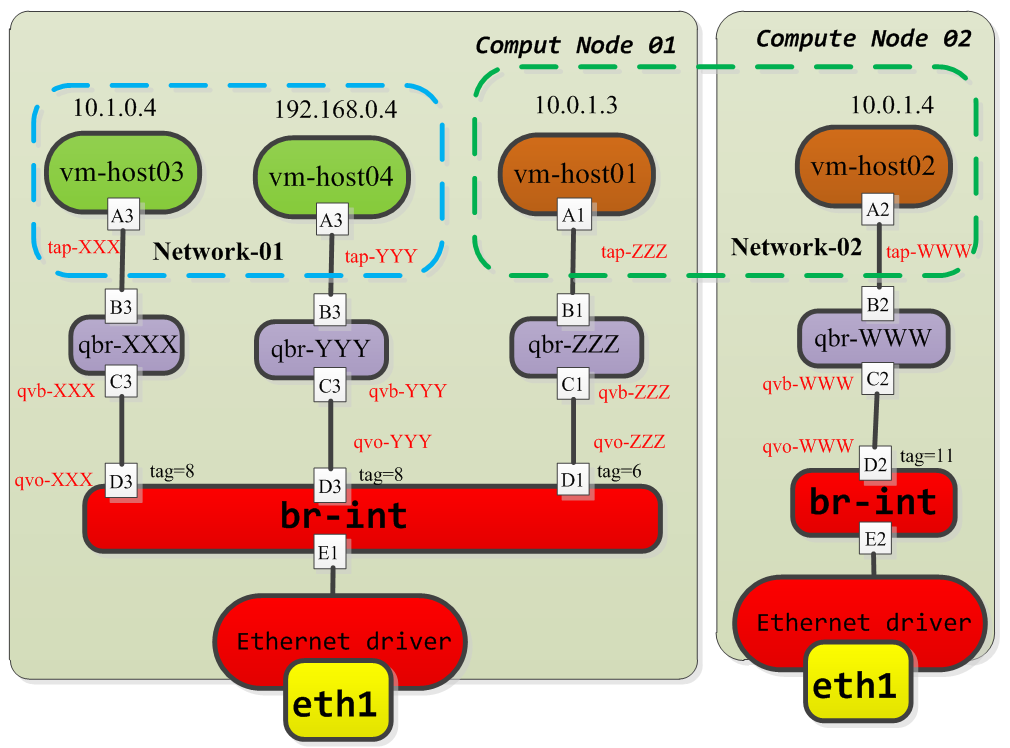 Comput Node 01
Compute Node 02
10.1.0.4
192.168.0.4
10.0.1.3
10.0.1.4
vm-host03
vm-host04
vm-host01
vm-host02
A3
A3
A1
A2
tap-XXX
Network-01
tap-YYY
tap-ZZZ
Network-02
tap-WWW
B3
B3
B1
B2
qbr-XXX
qbr-YYY
qbr-ZZZ
qbr-WWW
C3
C3
C1
C2
qvb-XXX
qvb-YYY
qvb-ZZZ
qvb-WWW
qvo-YYY
qvo-ZZZ
qvo-WWW
qvo-XXX
D3
tag=8
D3
tag=8
D1
tag=6
D2
tag=11
br-int
br-int
E1
E2
Ethernet driver
Ethernet driver
eth1
eth1